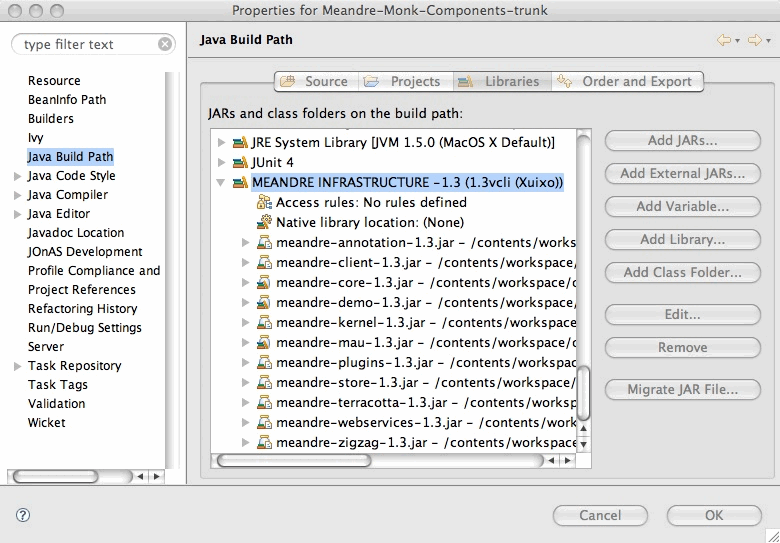 Properties for Meandre-Monk-Components-trunk
type filter text
Resource
BeanInfo Path
Builders
Ivy
Java Build Path
Java Code Style
Java Compiler
Java Editor
Javadoc Location
JOnAS Development
Profile Compliance and
Project References
Refactoring History
Run/Debug Settings
Server
Task Repository
Task Tags
Validation
Wicket
Java Build Path
Source Projects Libraries Order and Export
JARs and class folders on the build path:
JRE System Library [JVM 1.5.0 (MacOS X Default)]
JUnit 4
MEANDRE INFRASTRUCTURE -1.3 (1.3vcli (Xuixo))
Access rules: No rules defined
Native library location: (None)
meandre-annotation-1.3.jar - /contents/works
meandre-client-1.3.jar - /contents/workspace/
meandre-core-1.3.jar - /contents/workspace/d
meandre-demo-1.3.jar - /contents/workspace/
meandre-kernel-1.3.jar - /contents/workspace
meandre-mau-1.3.jar - /contents/workspace/d
meandre-plugins-1.3.jar - /contents/workspac
meandre-store-1.3.jar - /contents/workspace/
meandre-terracotta-1.3.jar - /contents/worksp
meandre-webservices-1.3.jar - /contents/work
meandre-zigzag-1.3.jar - /contents/workspace
Add JARs...
Add External JARs...
Add Variable...
Add Library...
Add Class Folder...
Edit...
Remove
Migrate JAR File...
?
Cancel
OK